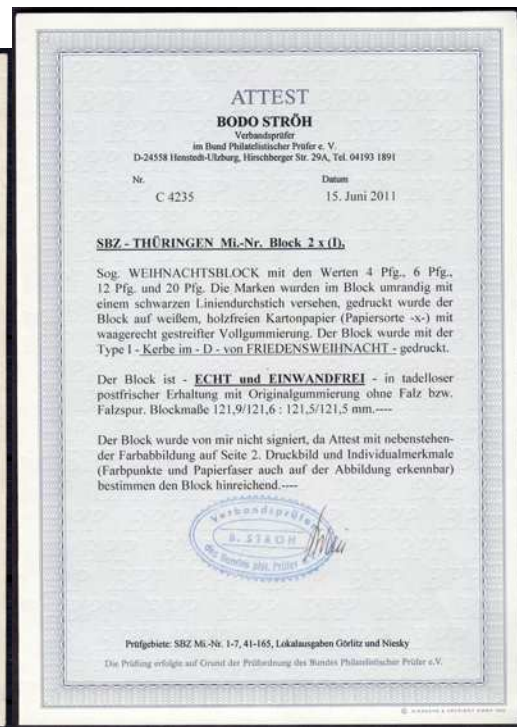 ATTEST
BODO STRÖH
Verbandsprüfer
im Bund Philatelistischer Prüfer e. V.
D-24558 Henstedt-Ulzburg, Hirschberger Str. 29A, Tel. 04193 1891
Nr. Datum
C 4235 15. Juni 2011
SBZ - THÜRINGEN Mi.-Nr. Block 2 x (I).
Sog. WEIHNACHTSBLOCK mit den Werten 4 Pfg., 6 Pfg.,
12 Pfg. und 20 Pfg. Die Marken wurden im Block umrandig mit
einem schwarzen Liniendurchstich versehen, gedruckt wurde der
Block auf weißem, holzfreien Kartonpapier (Papiersorte -x-) mit
waagerecht gestreifter Vollgummierung. Der Block wurde mit der
Type I - Kerbe im - D - von FRIEDENSWEIHNACHT - gedruckt.
Der Block ist - ECHT und EINWANDFREI - in tadelloser
postfrischer Erhaltung mit Originalgummierung ohne Falz bzw.
Falzspur. Blockmaße 121,9/121,6 : 121,5/121,5 mm.----
Der Block wurde von mir nicht signiert, da Attest mit nebenstehen-
der Farbabbildung auf Seite 2. Druckbild und Individualmerkmale
(Farbpunkte und Papierfaser auch auf der Abbildung erkennbar)
bestimmen den Block hinreichend.----
Verbandsprüfer
B. STRÖH
des Bundes phil. Prüfer
Prüfgebiete: SBZ Mi.-Nr. 1-7, 41-165, Lokalausgaben Görlitz und Niesky
Die Prüfung erfolgte auf Grund der Prüfordnung des Bundes Philatelistischer Prüfer e.V.